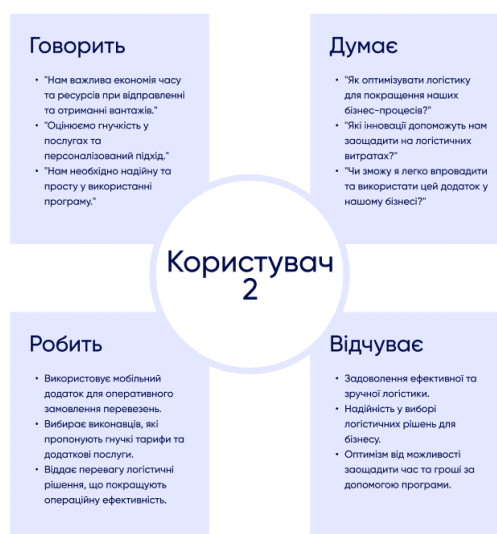 Говорить
• "Нам важлива економія часу
та ресурсів при відправленні
та отриманні вантажів."
• "Оцінюємо гнучкість у
послугах та
персоналізований підхід."
• "Нам необхідно надійну та
просту у використанні
програму."
Думає
• "Як оптимізувати логістику
для покращення наших
бізнес-процесів?"
• "Які інновації допоможуть нам
заощадити на логістичних
витратах?"
• "Чи зможу я легко впровадити
та використати цей додаток у
нашому бізнесі?"
Користувач
2
Робить
• Використовує мобільний
додаток для оперативного
замовлення перевезень.
• Вибирає виконавців, які
пропонують гнучкі тарифи та
додаткові послуги.
• Віддає перевагу логістичні
рішення, що покращують
операційну ефективність.
Відчуває
• Задоволення ефективної та
зручної логістики.
• Надійність у виборі
логістичних рішень для
бізнесу.
• Оптимізм від можливості
заощадити час та гроші за
допомогою програми.